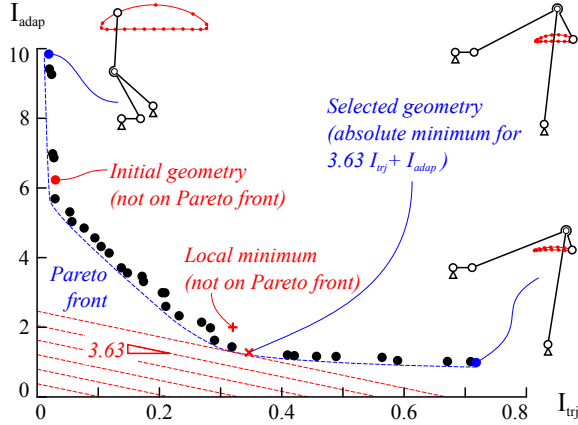 I_adap
10
8
6
4
2
0
Initial geometry
(not on Pareto front)
Selected geometry
(absolute minimum for
3.63 I_trj + I_adap )
Local minimum
(not on Pareto front)
Pareto
front
3.63
0
0.2
0.4
0.6
0.8
I_trj